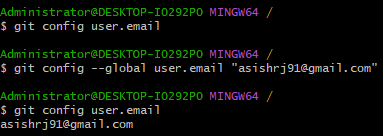 Administrator@DESKTOP-IO292PO MINGW64 /
$ git config user.email
Administrator@DESKTOP-IO292PO MINGW64 /
$ git config --global user.email "asishrj91@gmail.com"
Administrator@DESKTOP-IO292PO MINGW64 /
$ git config user.email
asishrj91@gmail.com